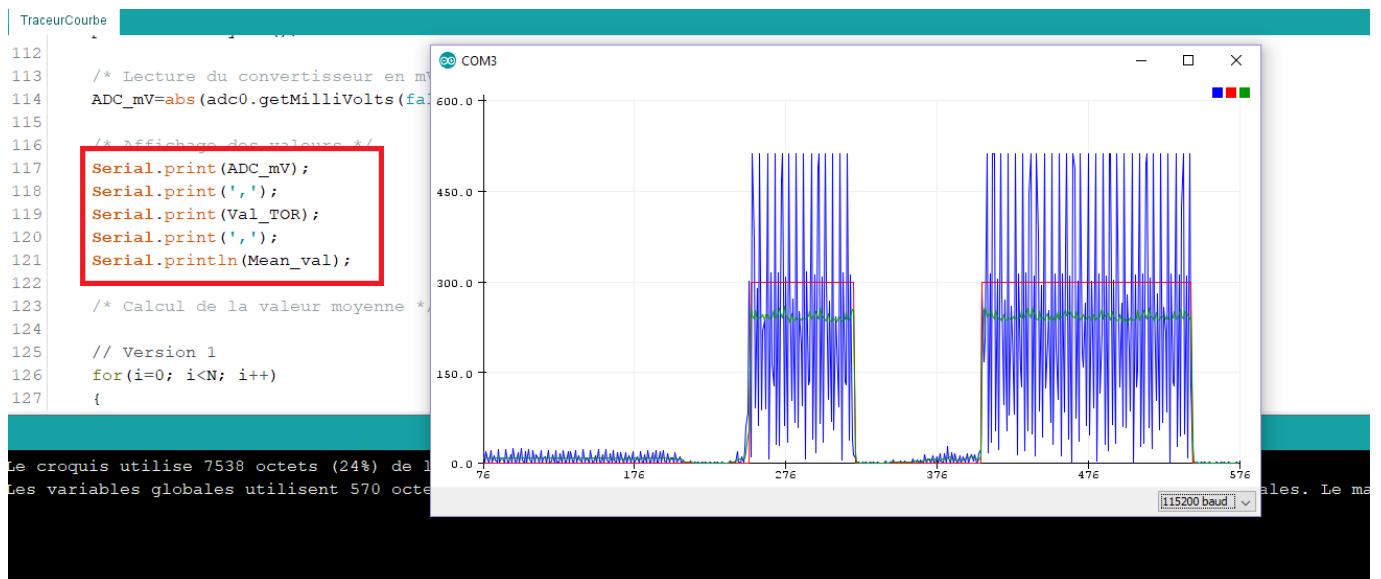 TraceurCourbe
112
113 /* Lecture du convertisseur en
114 ADC_mV=abs(adc0.getMilliVolts(
115
116 /* Affichage des valeurs */
117 Serial.print(ADC_mV);
118 Serial.print(',');
119 Serial.print(Val_TOR);
120 Serial.print(',');
121 Serial.println(Mean_val);
122
123 /* Calcul de la valeur moyenne *
124
125 // Version 1
126 for(i=0; i<N; i++)
127 {
COM3
600.0
450.0
300.0
150.0
0.0
76 176 276 376 476 576
115200 baud
Le croquis utilise 7538 octets (24%) de
Les variables globales utilisent 570 octe
ales. Le ma